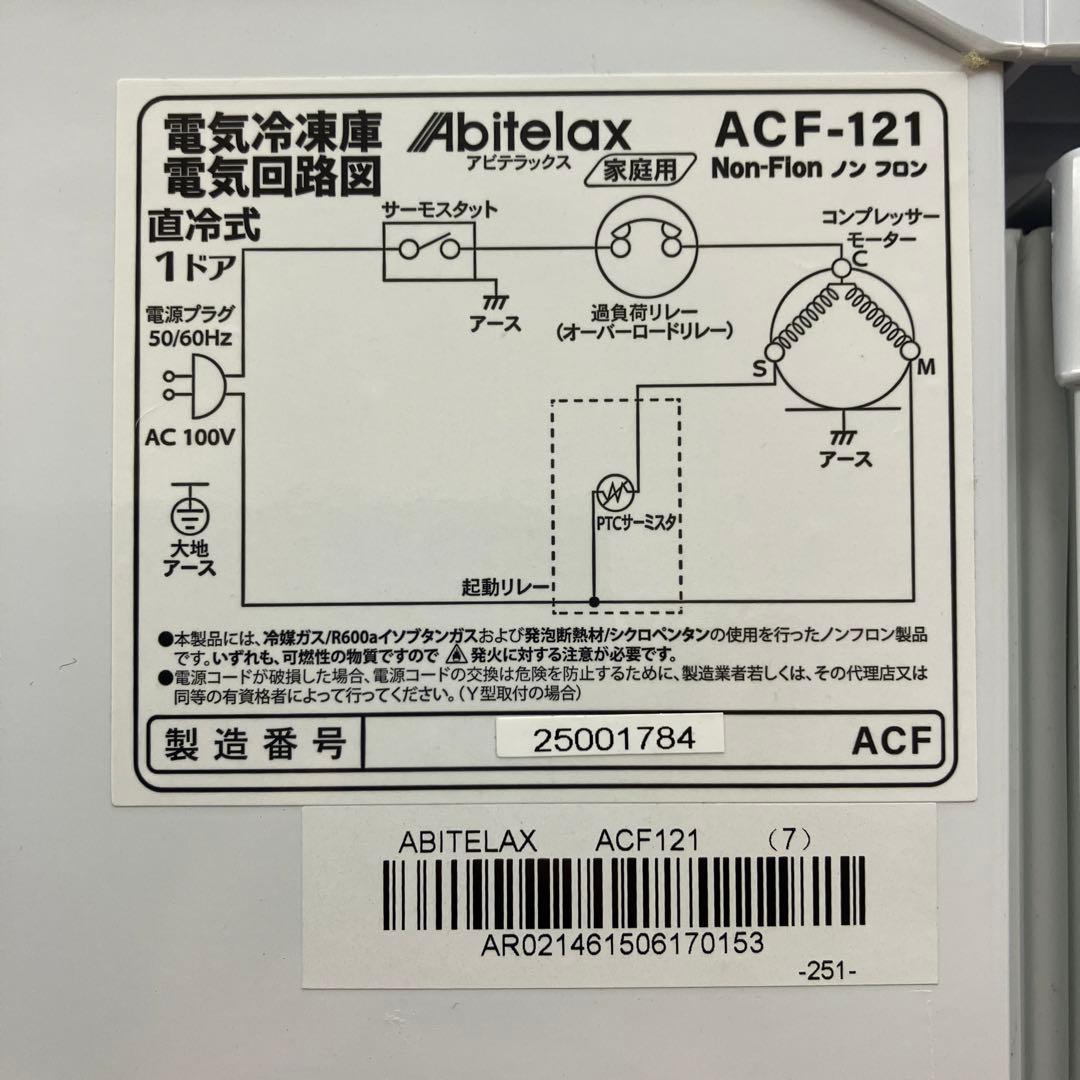 電気冷凍庫
電気回路図
Abitelax
アビテラックス
家庭用
ACF-121
Non-Flon ノン フロン
直冷式
1ドア
サーモスタット
アース
過負荷リレー
(オーバーロードリレー)
コンプレッサー
モーター
C
S
M
アース
電源プラグ
50/60Hz
AC 100V
大地
アース
PTCサーミスタ
起動リレー
●本製品には、冷媒ガス/R600aイソブタンガスおよび発泡断熱材/シクロペンタンの使用を行ったノンフロン製品
です。いずれも、可燃性の物質ですので 発火に対する注意が必要です。
●電源コードが破損した場合、電源コードの交換は危険を防止するために、製造業者若しくは、その代理店又は
同等の有資格者によって行ってください。（Y型取付の場合）
製造番号
25001784
ACF
ABITELAX ACF121 （7）
AR021461506170153
-251-